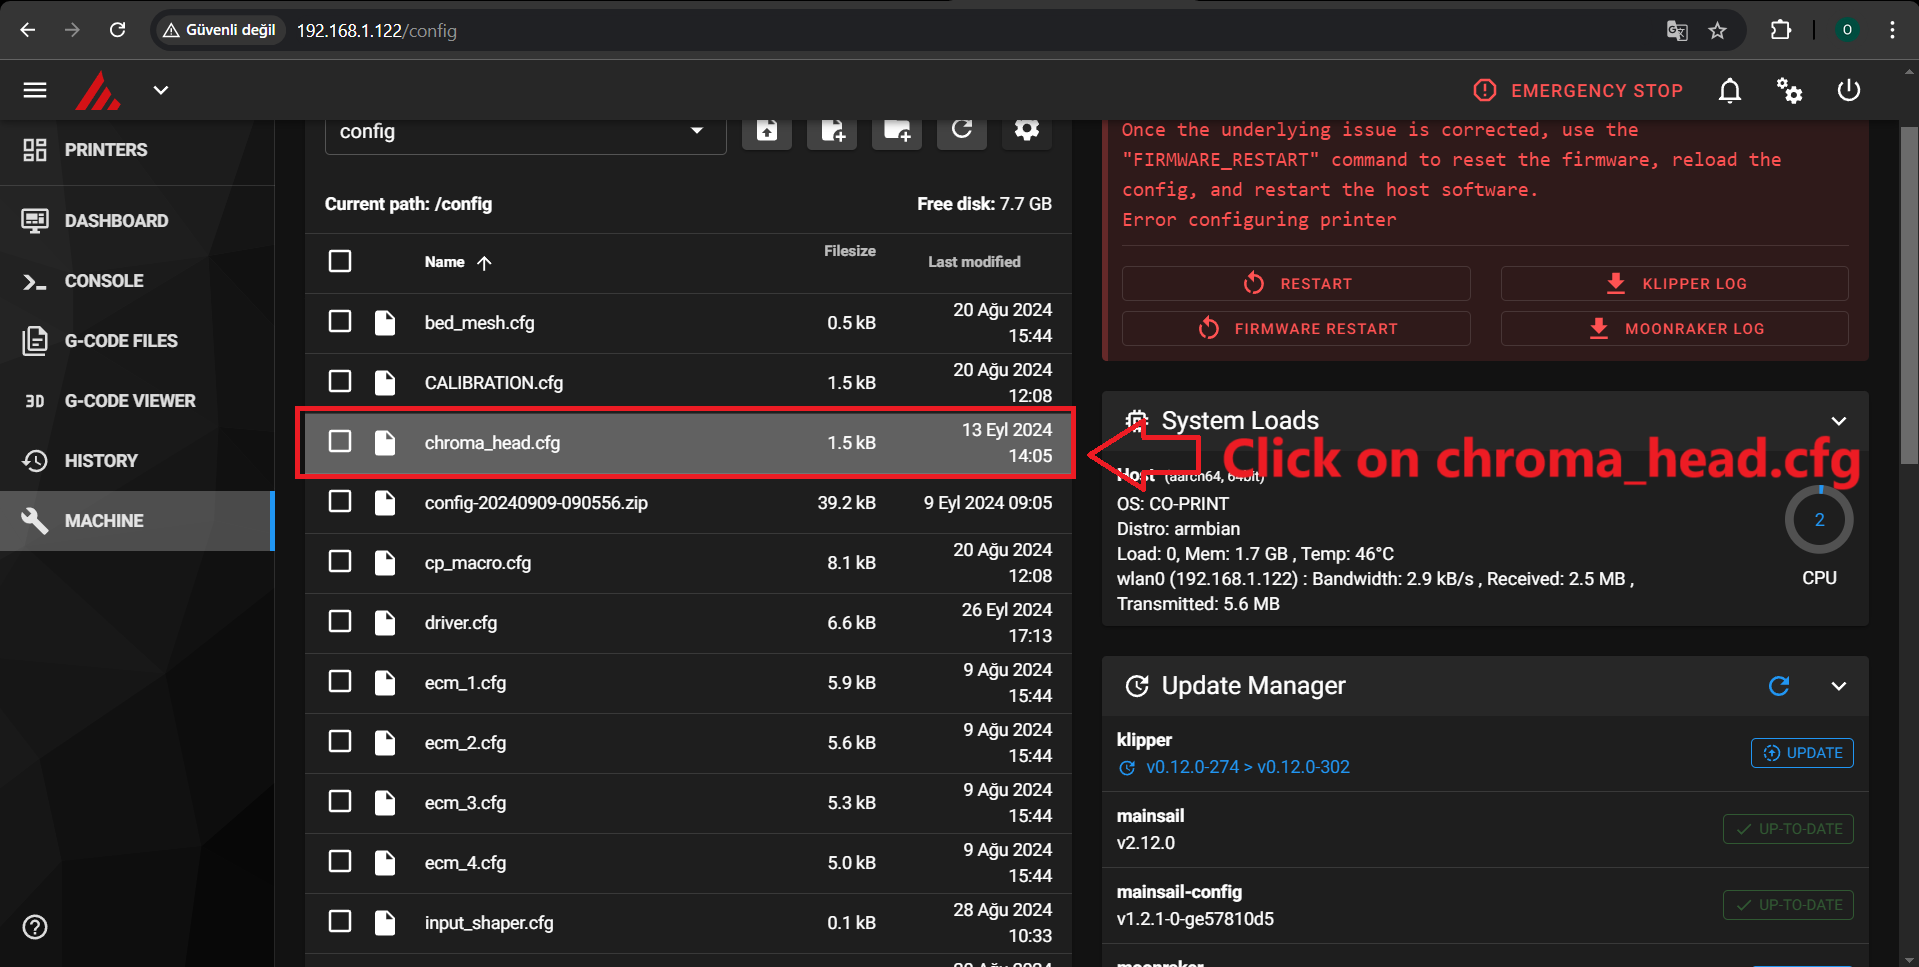 Güvenli değil
192.168.1.122/config
O
EMERGENCY STOP
PRINTERS
DASHBOARD
CONSOLE
G-CODE FILES
3D
G-CODE VIEWER
HISTORY
MACHINE
config
Current path: /config
Free disk: 7.7 GB
Name
Filesize
Last modified
bed_mesh.cfg
0.5 kB
20 Ağu 2024
15:44
CALIBRATION.cfg
1.5 kB
20 Ağu 2024
12:08
chroma_head.cfg
1.5 kB
13 Eyl 2024
14:05
config-20240909-090556.zip
39.2 kB
9 Eyl 2024 09:05
cp_macro.cfg
8.1 kB
20 Ağu 2024
12:08
driver.cfg
6.6 kB
26 Eyl 2024
17:13
ecm_1.cfg
5.9 kB
9 Ağu 2024
15:44
ecm_2.cfg
5.6 kB
9 Ağu 2024
15:44
ecm_3.cfg
5.3 kB
9 Ağu 2024
15:44
ecm_4.cfg
5.0 kB
9 Ağu 2024
15:44
input_shaper.cfg
0.1 kB
28 Ağu 2024
10:33
Once the underlying issue is corrected, use the
"FIRMWARE_RESTART" command to reset the firmware, reload the
config, and restart the host software.
Error configuring printer
RESTART
KLIPPER LOG
FIRMWARE RESTART
MOONRAKER LOG
System Loads
Click on chroma_head.cfg
Host (aarch64, 64bit)
OS: CO-PRINT
Distro: armbian
Load: 0, Mem: 1.7 GB , Temp: 46°C
wlan0 (192.168.1.122) : Bandwidth: 2.9 kB/s , Received: 2.5 MB ,
Transmitted: 5.6 MB
2
CPU
Update Manager
klipper
v0.12.0-274 > v0.12.0-302
UPDATE
mainsail
v2.12.0
UP-TO-DATE
mainsail-config
v1.2.1-0-ge57810d5
UP-TO-DATE